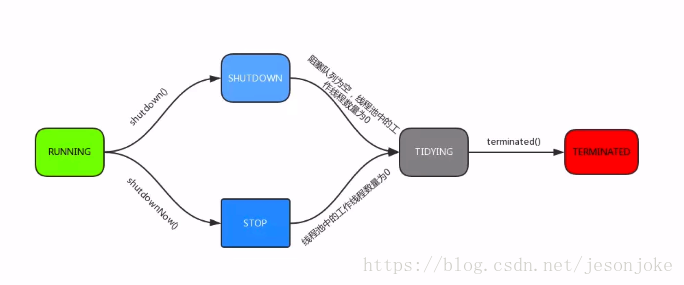 RUNNING
shutdown()
SHUTDOWN
阻塞队列为空，线程池中的工
作线程数量为0
shutdownNow()
STOP
线程池中的工作线程数量为0
TIDYING
terminated()
TERMINATED
https://blog.csdn.net/jesonjoke